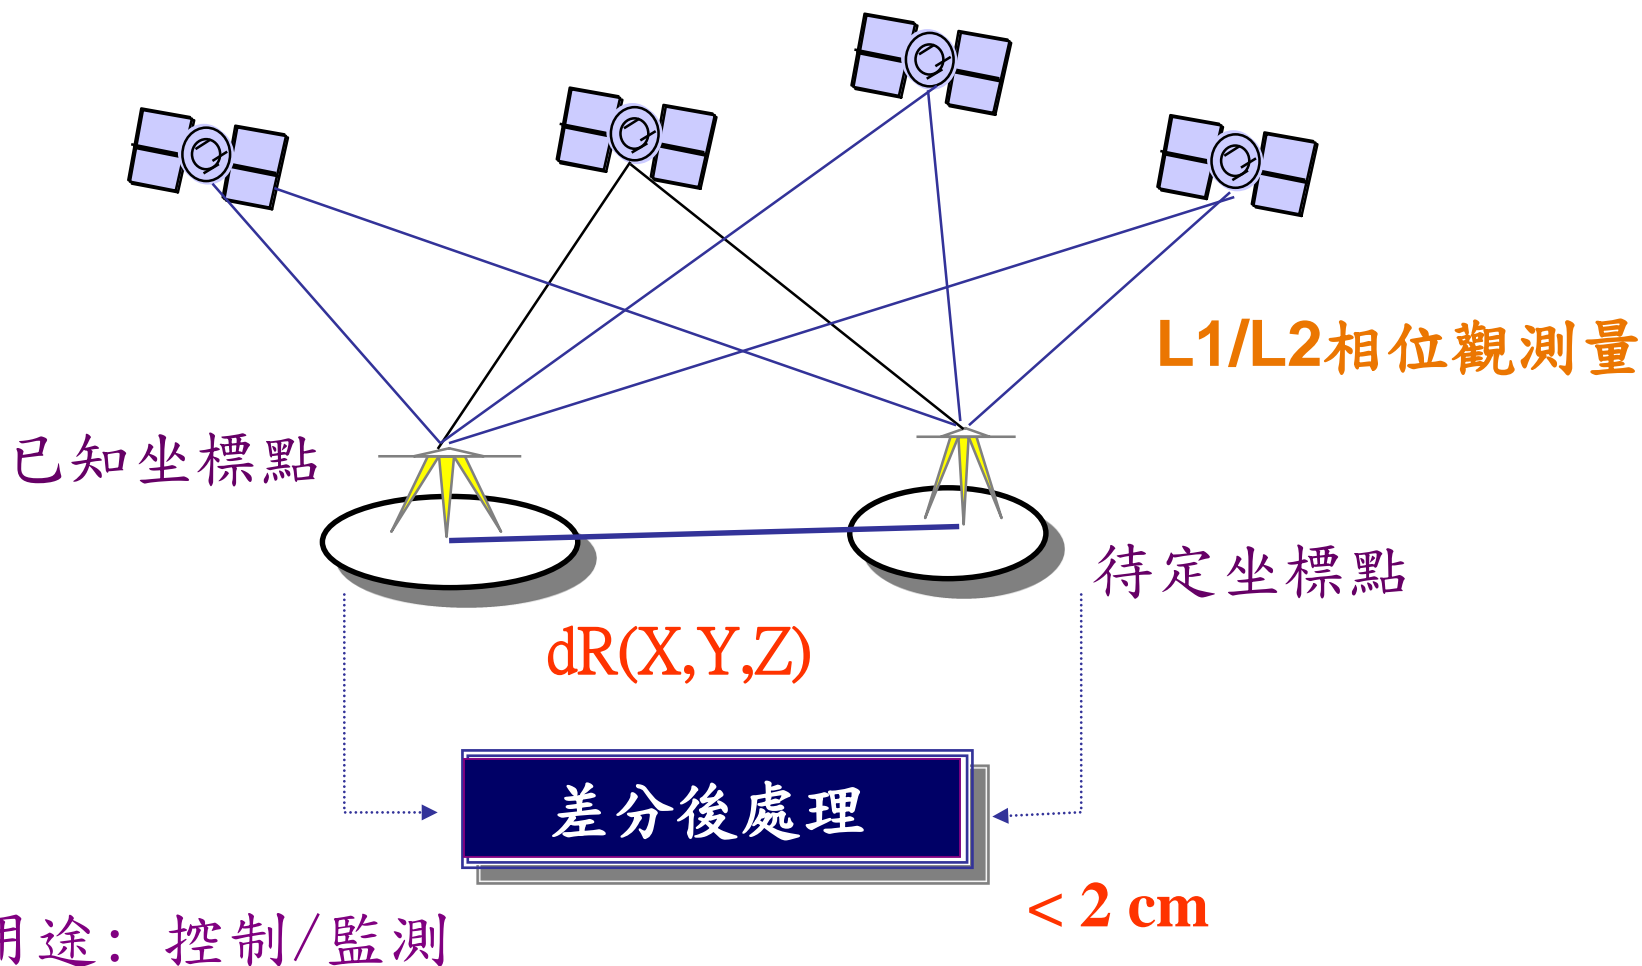 L1/L2相位觀測量
已知坐標點
待定坐標點
dR(X,Y,Z)
差分後處理
< 2 cm
用途: 控制/監測